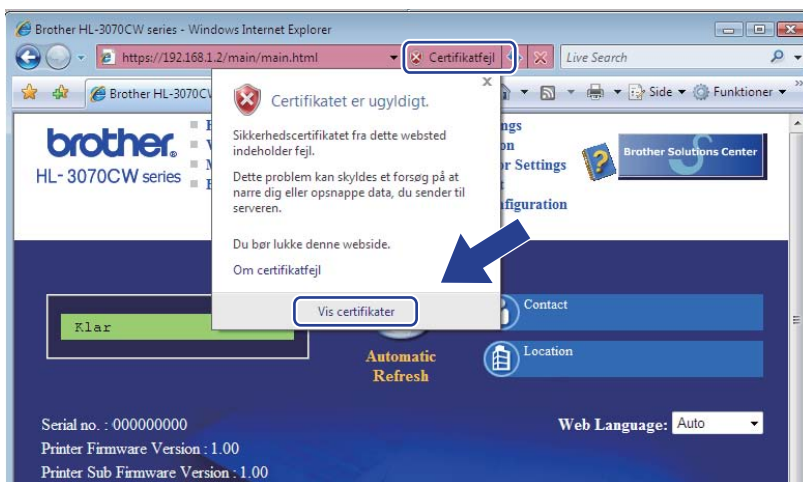 Brother HL-3070CW series - Windows Internet Explorer
https://192.168.1.2/main/main.html
Certifikatfejl
Live Search
Brother HL-3070CW
Side
Funktioner
Certifikatet er ugyldigt.
X
Sikkerhedscertifikatet fra dette websted
indeholder fejl.
Dette problem kan skyldes et forsøg på at
narre dig eller opsnappe data, du sender til
serveren.
Du bør lukke denne webside.
Om certifikatfejl
Vis certifikater
brother®
HL-3070CW series
Settings
Brother Solutions Center
Klar
Automatic
Refresh
Contact
Location
Serial no. : 000000000
Web Language: Auto
Printer Firmware Version : 1.00
Printer Sub Firmware Version : 1.00